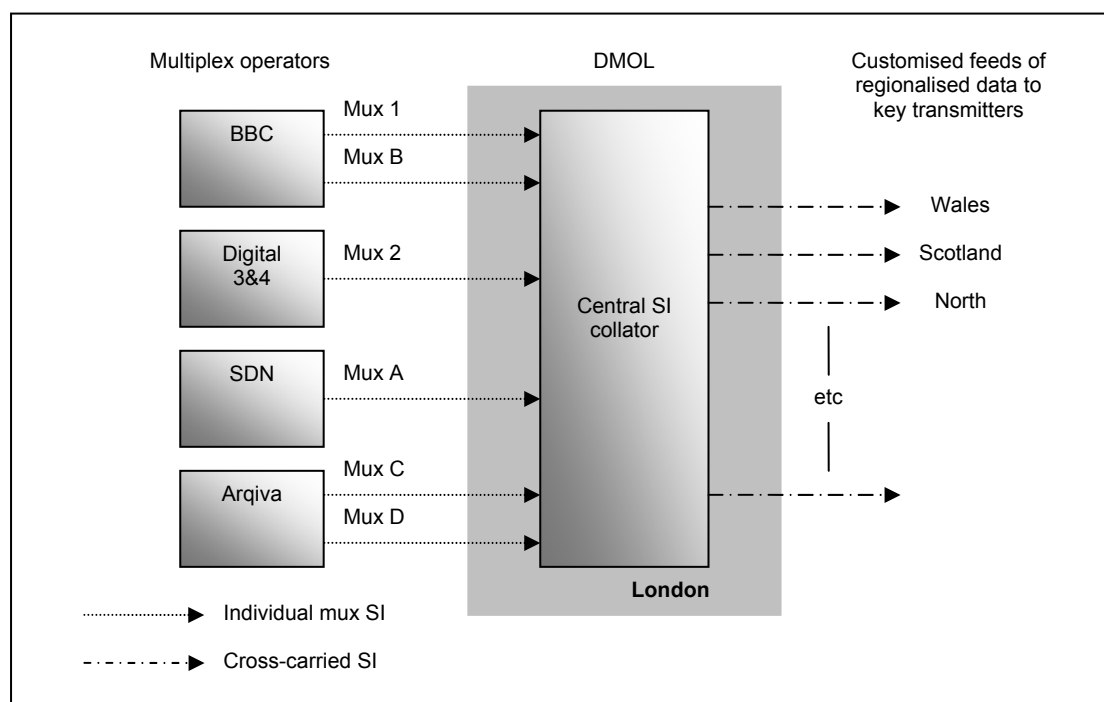 Multiplex operators
DMOL
Customised feeds of
regionalised data to
key transmitters
BBC
Mux 1
Mux B
Digital
3&4
Mux 2
SDN
Mux A
Arqiva
Mux C
Mux D
Central SI
collator
London
Wales
Scotland
North
etc
Individual mux SI
Cross-carried SI